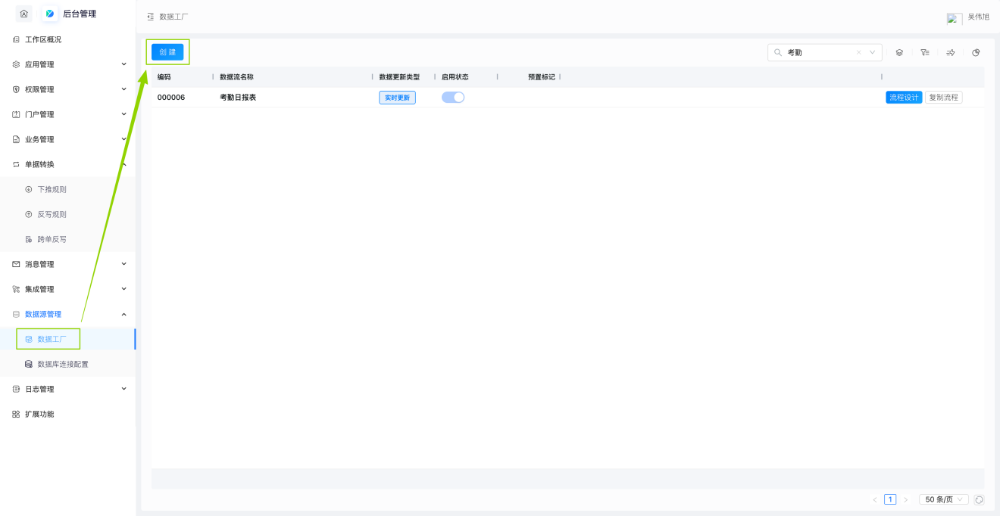 后台管理
数据工厂
吴伟旭
工作区概况
应用管理
权限管理
门户管理
业务管理
单据转换
下推规则
反写规则
跨单反写
消息管理
集成管理
数据源管理
数据工厂
数据库连接配置
日志管理
扩展功能
创 建
考勤
编码 数据流名称 数据更新类型 启用状态 预置标记
000006 考勤日报表 实时更新 流程设计 复制流程
1 50 条/页